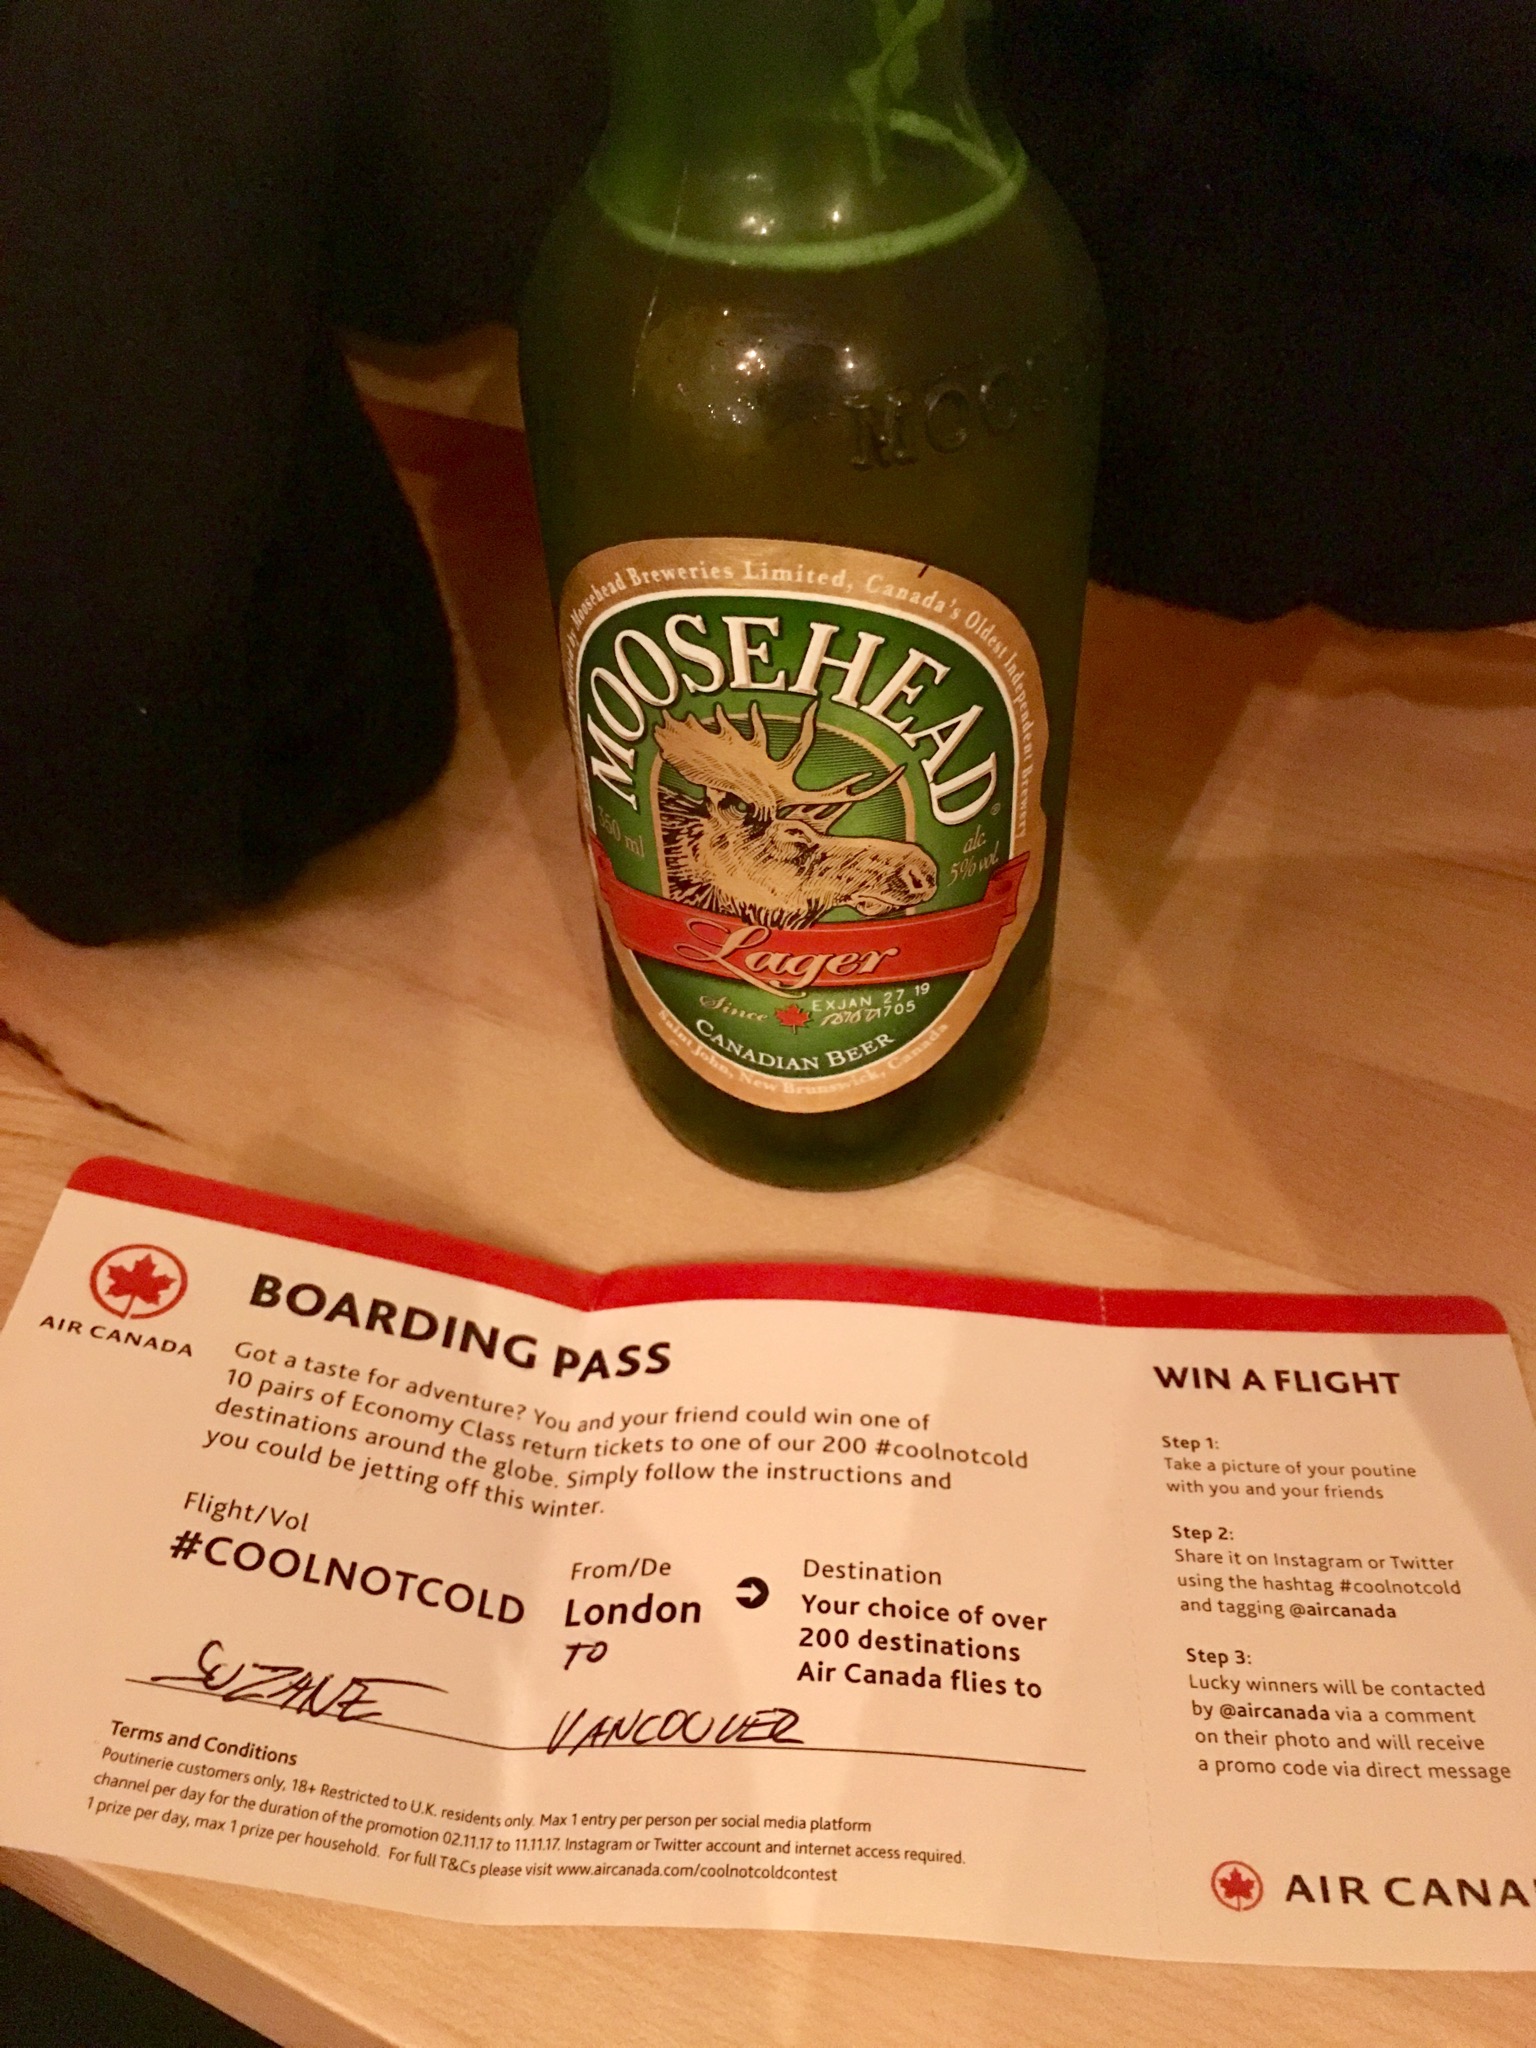 MOO
Moosehead Breweries Limited, Canada's Oldest Independent Brewery
MOOSEHEAD
350 ml
alc.
5% vol.
Lager
Since
EXJAN 27 19
CANADIAN BEER
Saint John, New Brunswick, Canada
AIR CANADA
BOARDING PASS
Got a taste for adventure? You and your friend could win one of
10 pairs of Economy Class return tickets to one of our 200 #coolnotcold
destinations around the globe. Simply follow the instructions and
you could be jetting off this winter.
Flight/Vol
#COOLNOTCOLD
From/De
London
TO
Destination
Your choice of over
200 destinations
Air Canada flies to
SUZANE
VANCOUVER
Terms and Conditions
Poutinerie customers only, 18+ Restricted to U.K. residents only. Max 1 entry per person per social media platform
channel per day for the duration of the promotion 02.11.17 to 11.11.17. Instagram or Twitter account and internet access required.
1 prize per day, max 1 prize per household. For full T&Cs please visit www.aircanada.com/coolnotcoldcontest
WIN A FLIGHT
Step 1:
Take a picture of your poutine
with you and your friends
Step 2:
Share it on Instagram or Twitter
using the hashtag #coolnotcold
and tagging @aircanada
Step 3:
Lucky winners will be contacted
by @aircanada via a comment
on their photo and will receive
a promo code via direct message
AIR CANA